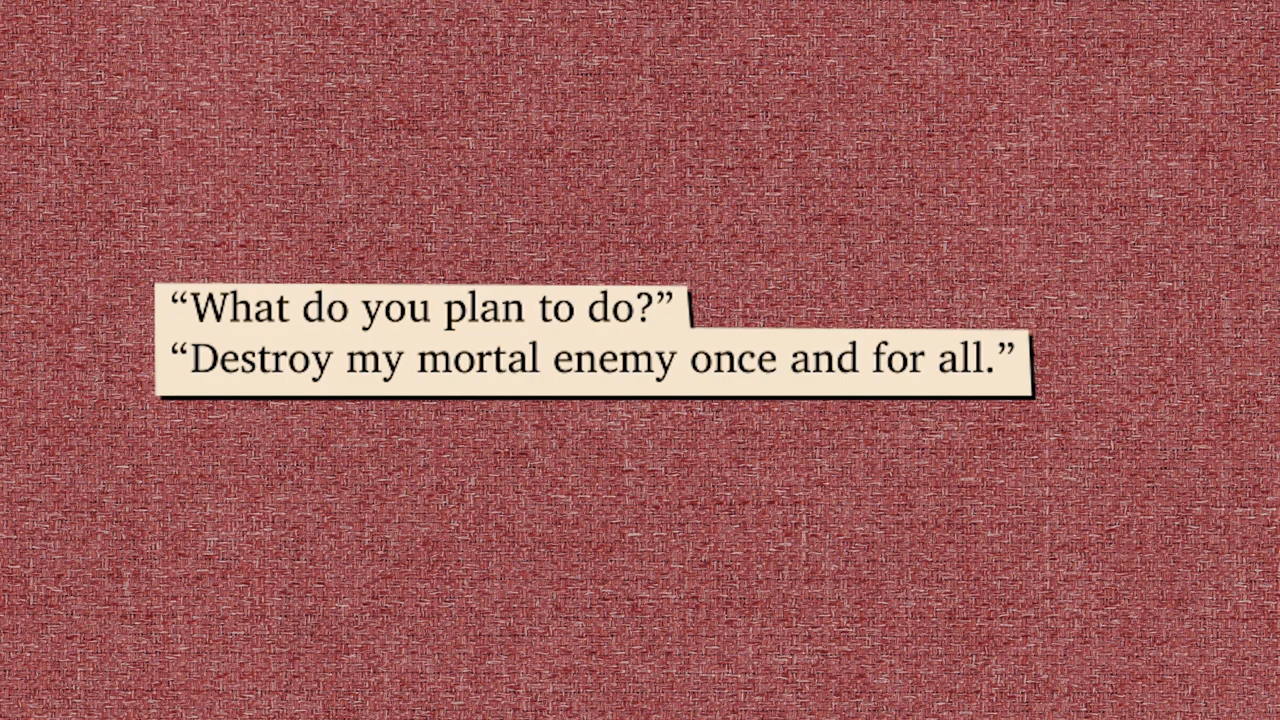 “What do you plan to do?”
“Destroy my mortal enemy once and for all.”